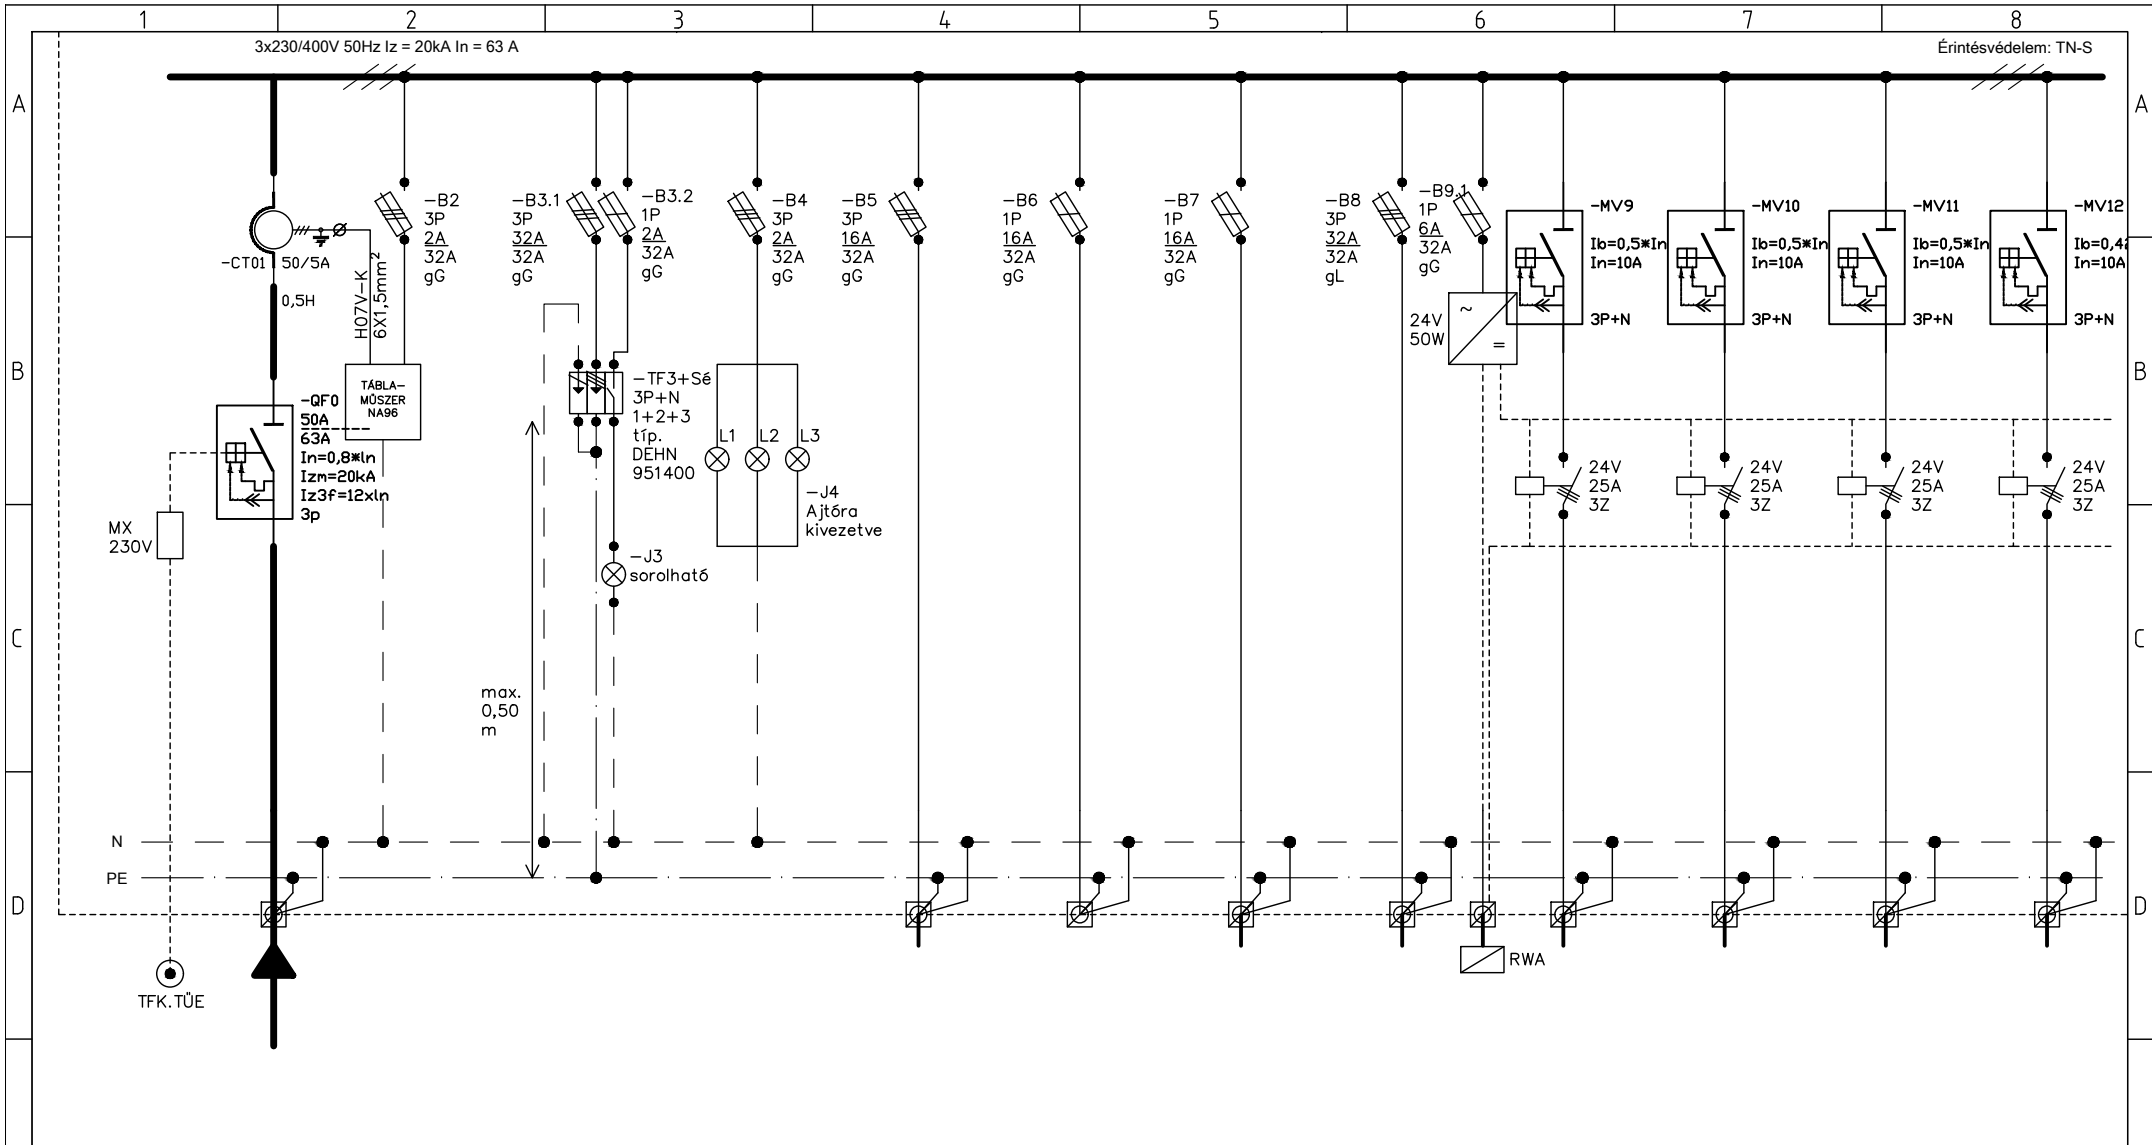 1 2 3 4 5 6 7 8
3x230/400V 50Hz Iz = 20kA In = 63 A
Érintésvédelem: TN-S
A
A
-CT01
50/5A
0,5H
H07V-K
6X1,5mm²
-B2
3P
2A
32A
gG
-B3.1
3P
32A
32A
gG
-B3.2
1P
2A
32A
gG
-B4
3P
2A
32A
gG
-B5
3P
16A
32A
gG
-B6
1P
16A
32A
gG
-B7
1P
16A
32A
gG
-B8
3P
32A
32A
gL
-B9.1
1P
6A
32A
gG
-MV9
Ib=0,5*In
In=10A
3P+N
-MV10
Ib=0,5*In
In=10A
3P+N
-MV11
Ib=0,5*In
In=10A
3P+N
-MV12
Ib=0,4
In=10A
3P+N
B
B
TÁBLA-
MŰSZER
NA96
-QF0
50A
63A
In=0,8*ln
Izm=20kA
Iz3f=12xln
3p
MX
230V
-TF3+Sé
3P+N
1+2+3
típ.
DEHN
951400
L1
L2
L3
-J4
Ajtóra
kivezetve
-J3
sorolható
24V
50W
~
=
24V
25A
3Z
24V
25A
3Z
24V
25A
3Z
24V
25A
3Z
C
C
max.
0,50
m
N
PE
D
D
TFK.TŰE
RWA